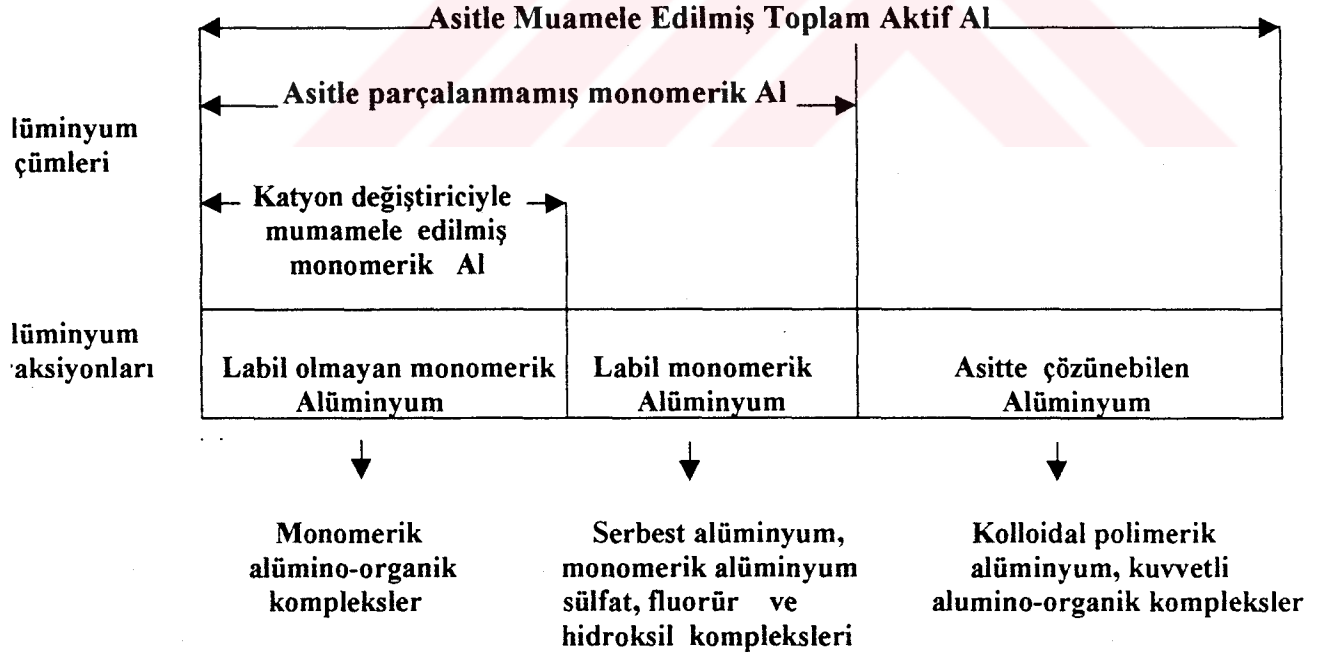 Asitle Muamele Edilmiş Toplam Aktif Al
Asitle parçalanmamış monomerik Al
lüminyum
çümleri
Katyon değiştiriciyle
mumamele edilmiş
monomerik Al
lüminyum
aksiyonları
Labil olmayan monomerik
Alüminyum
Labil monomerik
Alüminyum
Asitte çözünebilen
Alüminyum
Monomerik
alümino-organik
kompleksler
Serbest alüminyum,
monomerik alüminyum
sülfat, fluorür ve
hidroksil kompleksleri
Kolloidal polimerik
alüminyum, kuvvetli
alumino-organik kompleksler